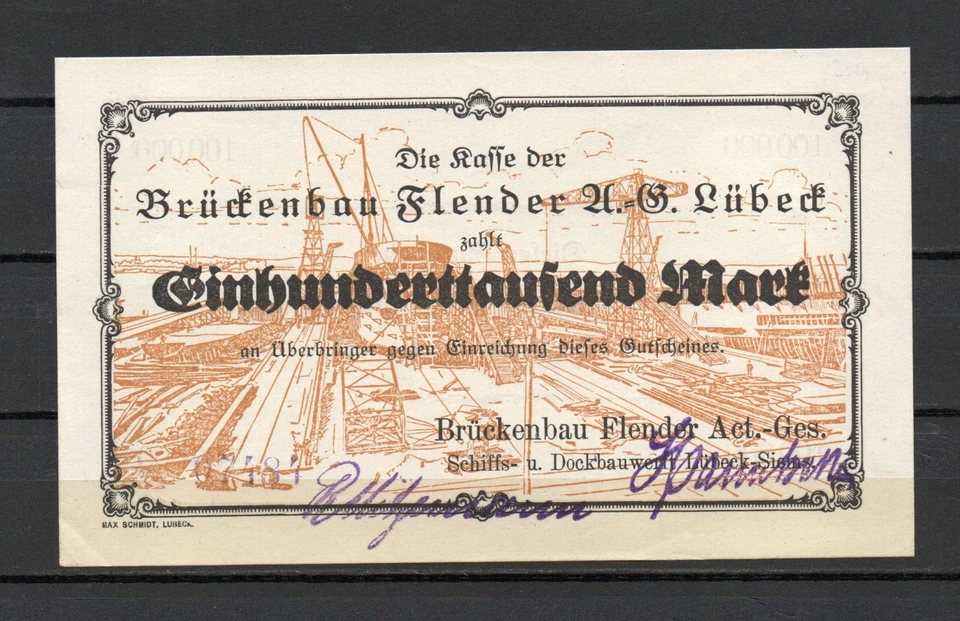 Die Kasse der
Brückenbau Flender A.-G. Lübeck
zahlt
Einhunderttausend Mark
an Überbringer gegen Einreichung dieses Gutscheines.
Brückenbau Flender Act.-Ges.
Schiffs- u. Dockbauwerft Lübeck-Siems
MAX SCHMIDT, LÜBECK.